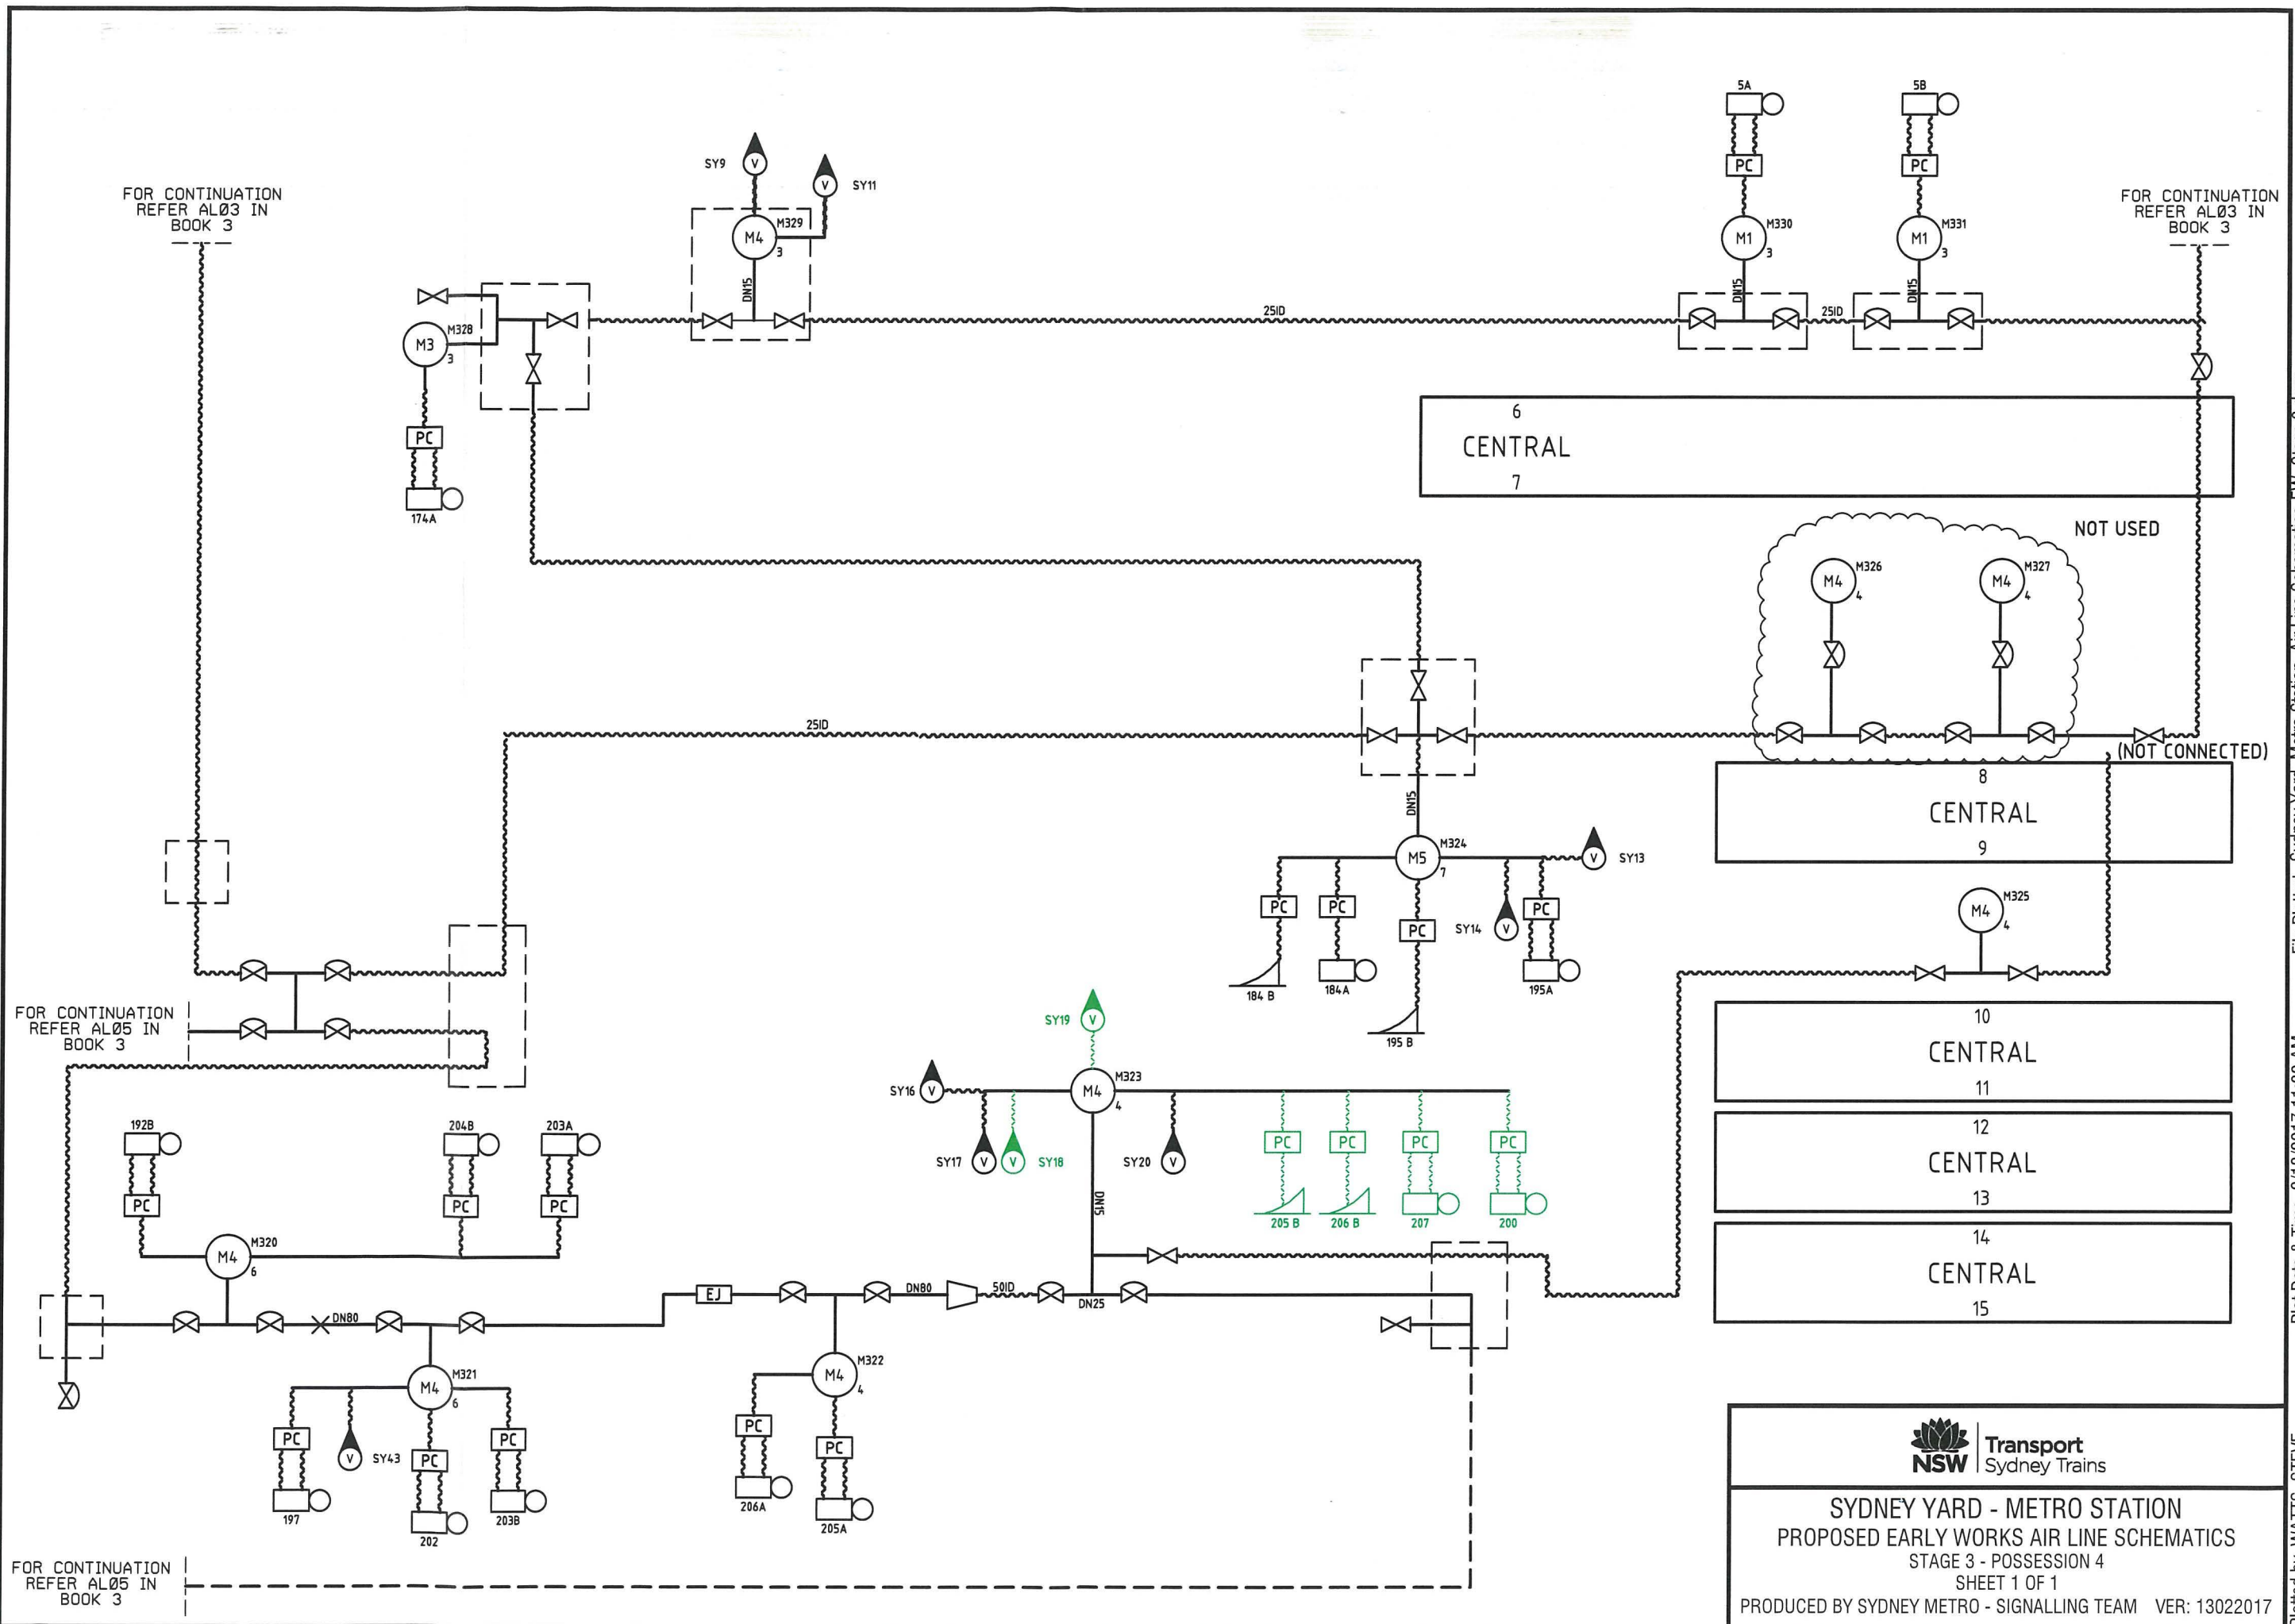 5A
5B
PC
PC
SY9
V
V
SY11
FOR CONTINUATION
REFER ALØ3 IN
BOOK 3
FOR CONTINUATION
REFER ALØ3 IN
BOOK 3
M329
M4
3
DN15
M330
M1
3
DN15
M331
M1
3
DN15
25ID
25ID
M328
M3
3
PC
174A
6
CENTRAL
7
NOT USED
M326
M4
4
M327
M4
4
25ID
(NOT CONNECTED)
8
CENTRAL
9
DN15
M324
M5
7
V
SY13
PC
PC
PC
SY14
V
PC
184 B
184A
195A
195 B
M325
M4
4
FOR CONTINUATION
REFER ALØ5 IN
BOOK 3
10
CENTRAL
11
SY19
V
SY16
V
M323
M4
4
SY17
V
V
SY18
SY20
V
PC
PC
PC
PC
205 B
206 B
207
200
DN15
12
CENTRAL
13
14
CENTRAL
15
192B
204B
203A
PC
PC
PC
M320
M4
6
DN80
EJ
DN80
50ID
DN25
M321
M4
6
M322
M4
4
PC
V
SY43
PC
PC
197
202
203B
PC
PC
206A
205A
FOR CONTINUATION
REFER ALØ5 IN
BOOK 3
NSW
Transport
Sydney Trains
SYDNEY YARD - METRO STATION
PROPOSED EARLY WORKS AIR LINE SCHEMATICS
STAGE 3 - POSSESSION 4
SHEET 1 OF 1
PRODUCED BY SYDNEY METRO - SIGNALLING TEAM VER: 13022017